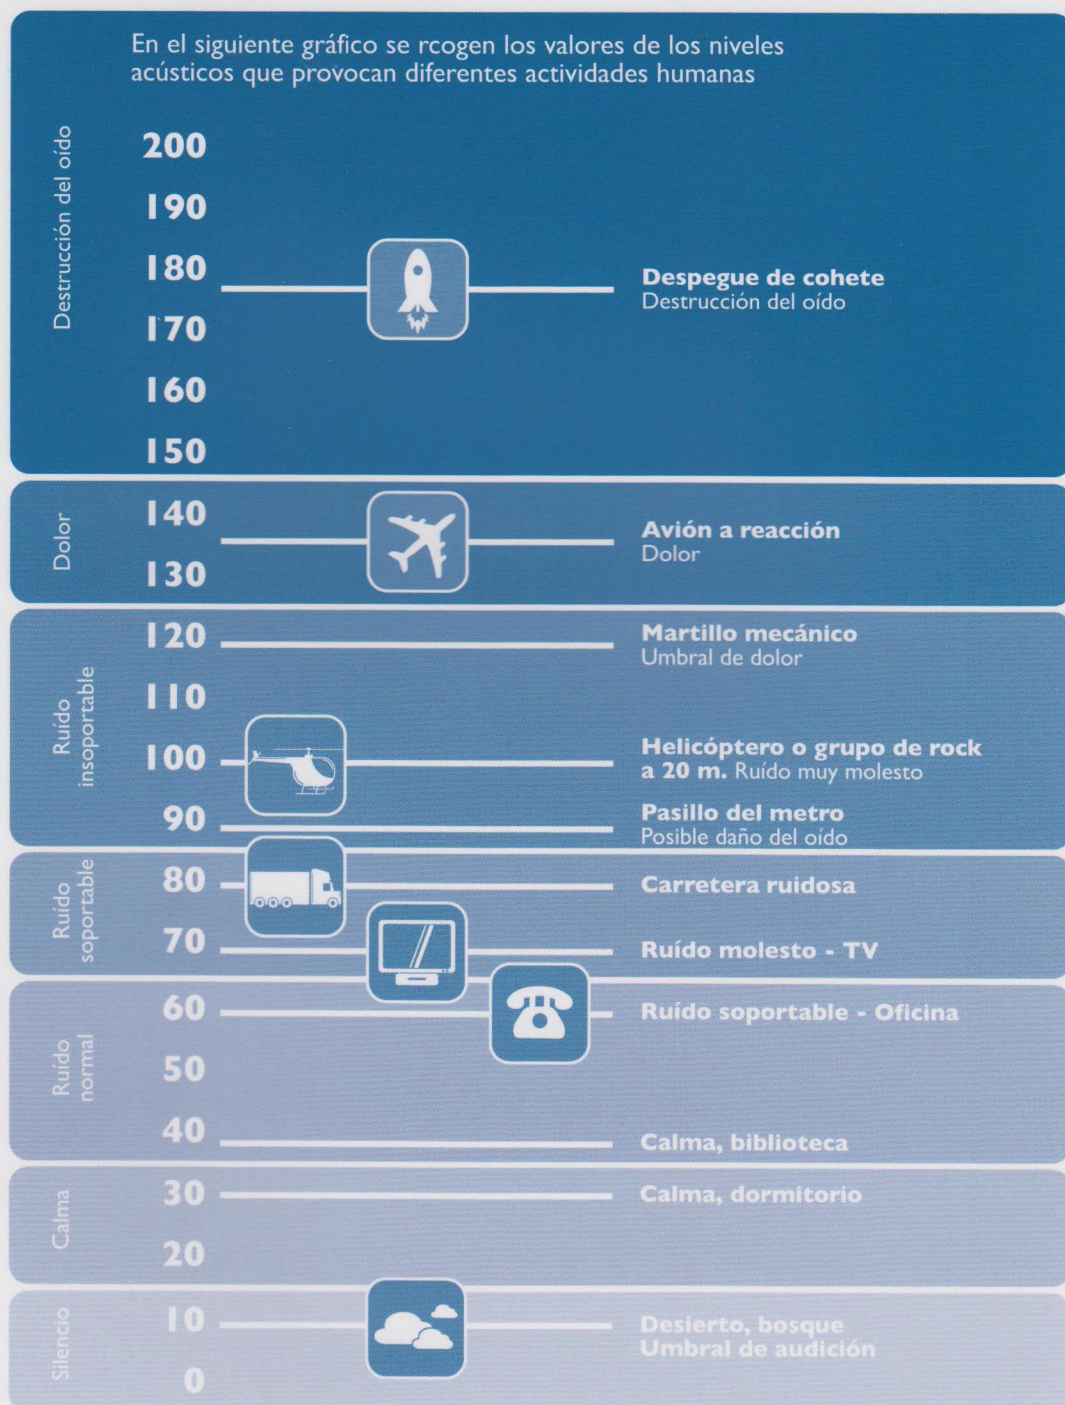 En el siguiente gráfico se rcogen los valores de los niveles
acústicos que provocan diferentes actividades humanas
Destrucción del oído
200
190
180
Despegue de cohete
Destrucción del oído
170
160
150
Dolor
140
Avión a reacción
Dolor
130
Ruído
insoportable
120
Martillo mecánico
Umbral de dolor
110
100
Helicóptero o grupo de rock
a 20 m. Ruído muy molesto
90
Pasillo del metro
Posible daño del oído
Ruído
soportable
80
Carretera ruidosa
70
Ruído molesto - TV
Ruído
normal
60
Ruído soportable - Oficina
50
40
Calma, biblioteca
Calma
30
Calma, dormitorio
20
Silencio
10
Desierto, bosque
Umbral de audición
0